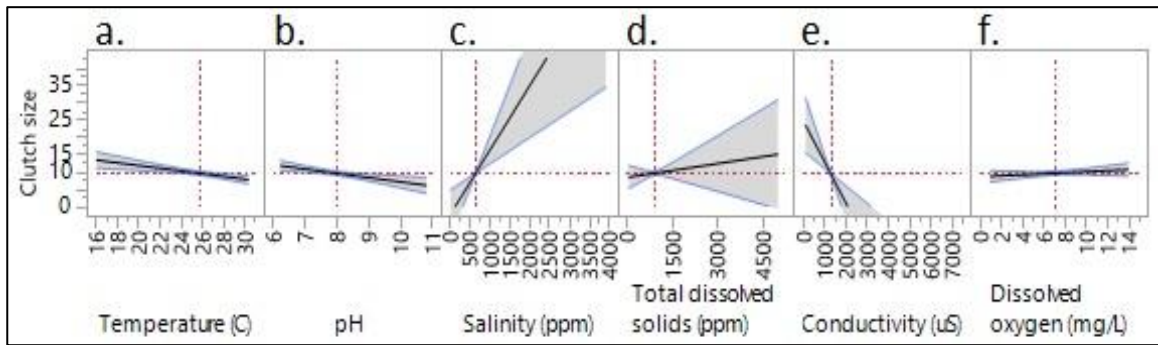 a. b. c. d. e. f.
Clutch size
35
25
15
10
0
16 18 20 22 24 26 28 30
6 7 8 9 10 11
0 500 1000 1500 2000 2500 3000 3500 4000
0 1500 3000 4500
0 1000 2000 3000 4000 5000 6000 7000
0 2 4 6 8 10 12 14
Temperature (C)
pH
Salinity (ppm)
Total dissolved
solids (ppm)
Conductivity (uS)
Dissolved
oxygen (mg/L)